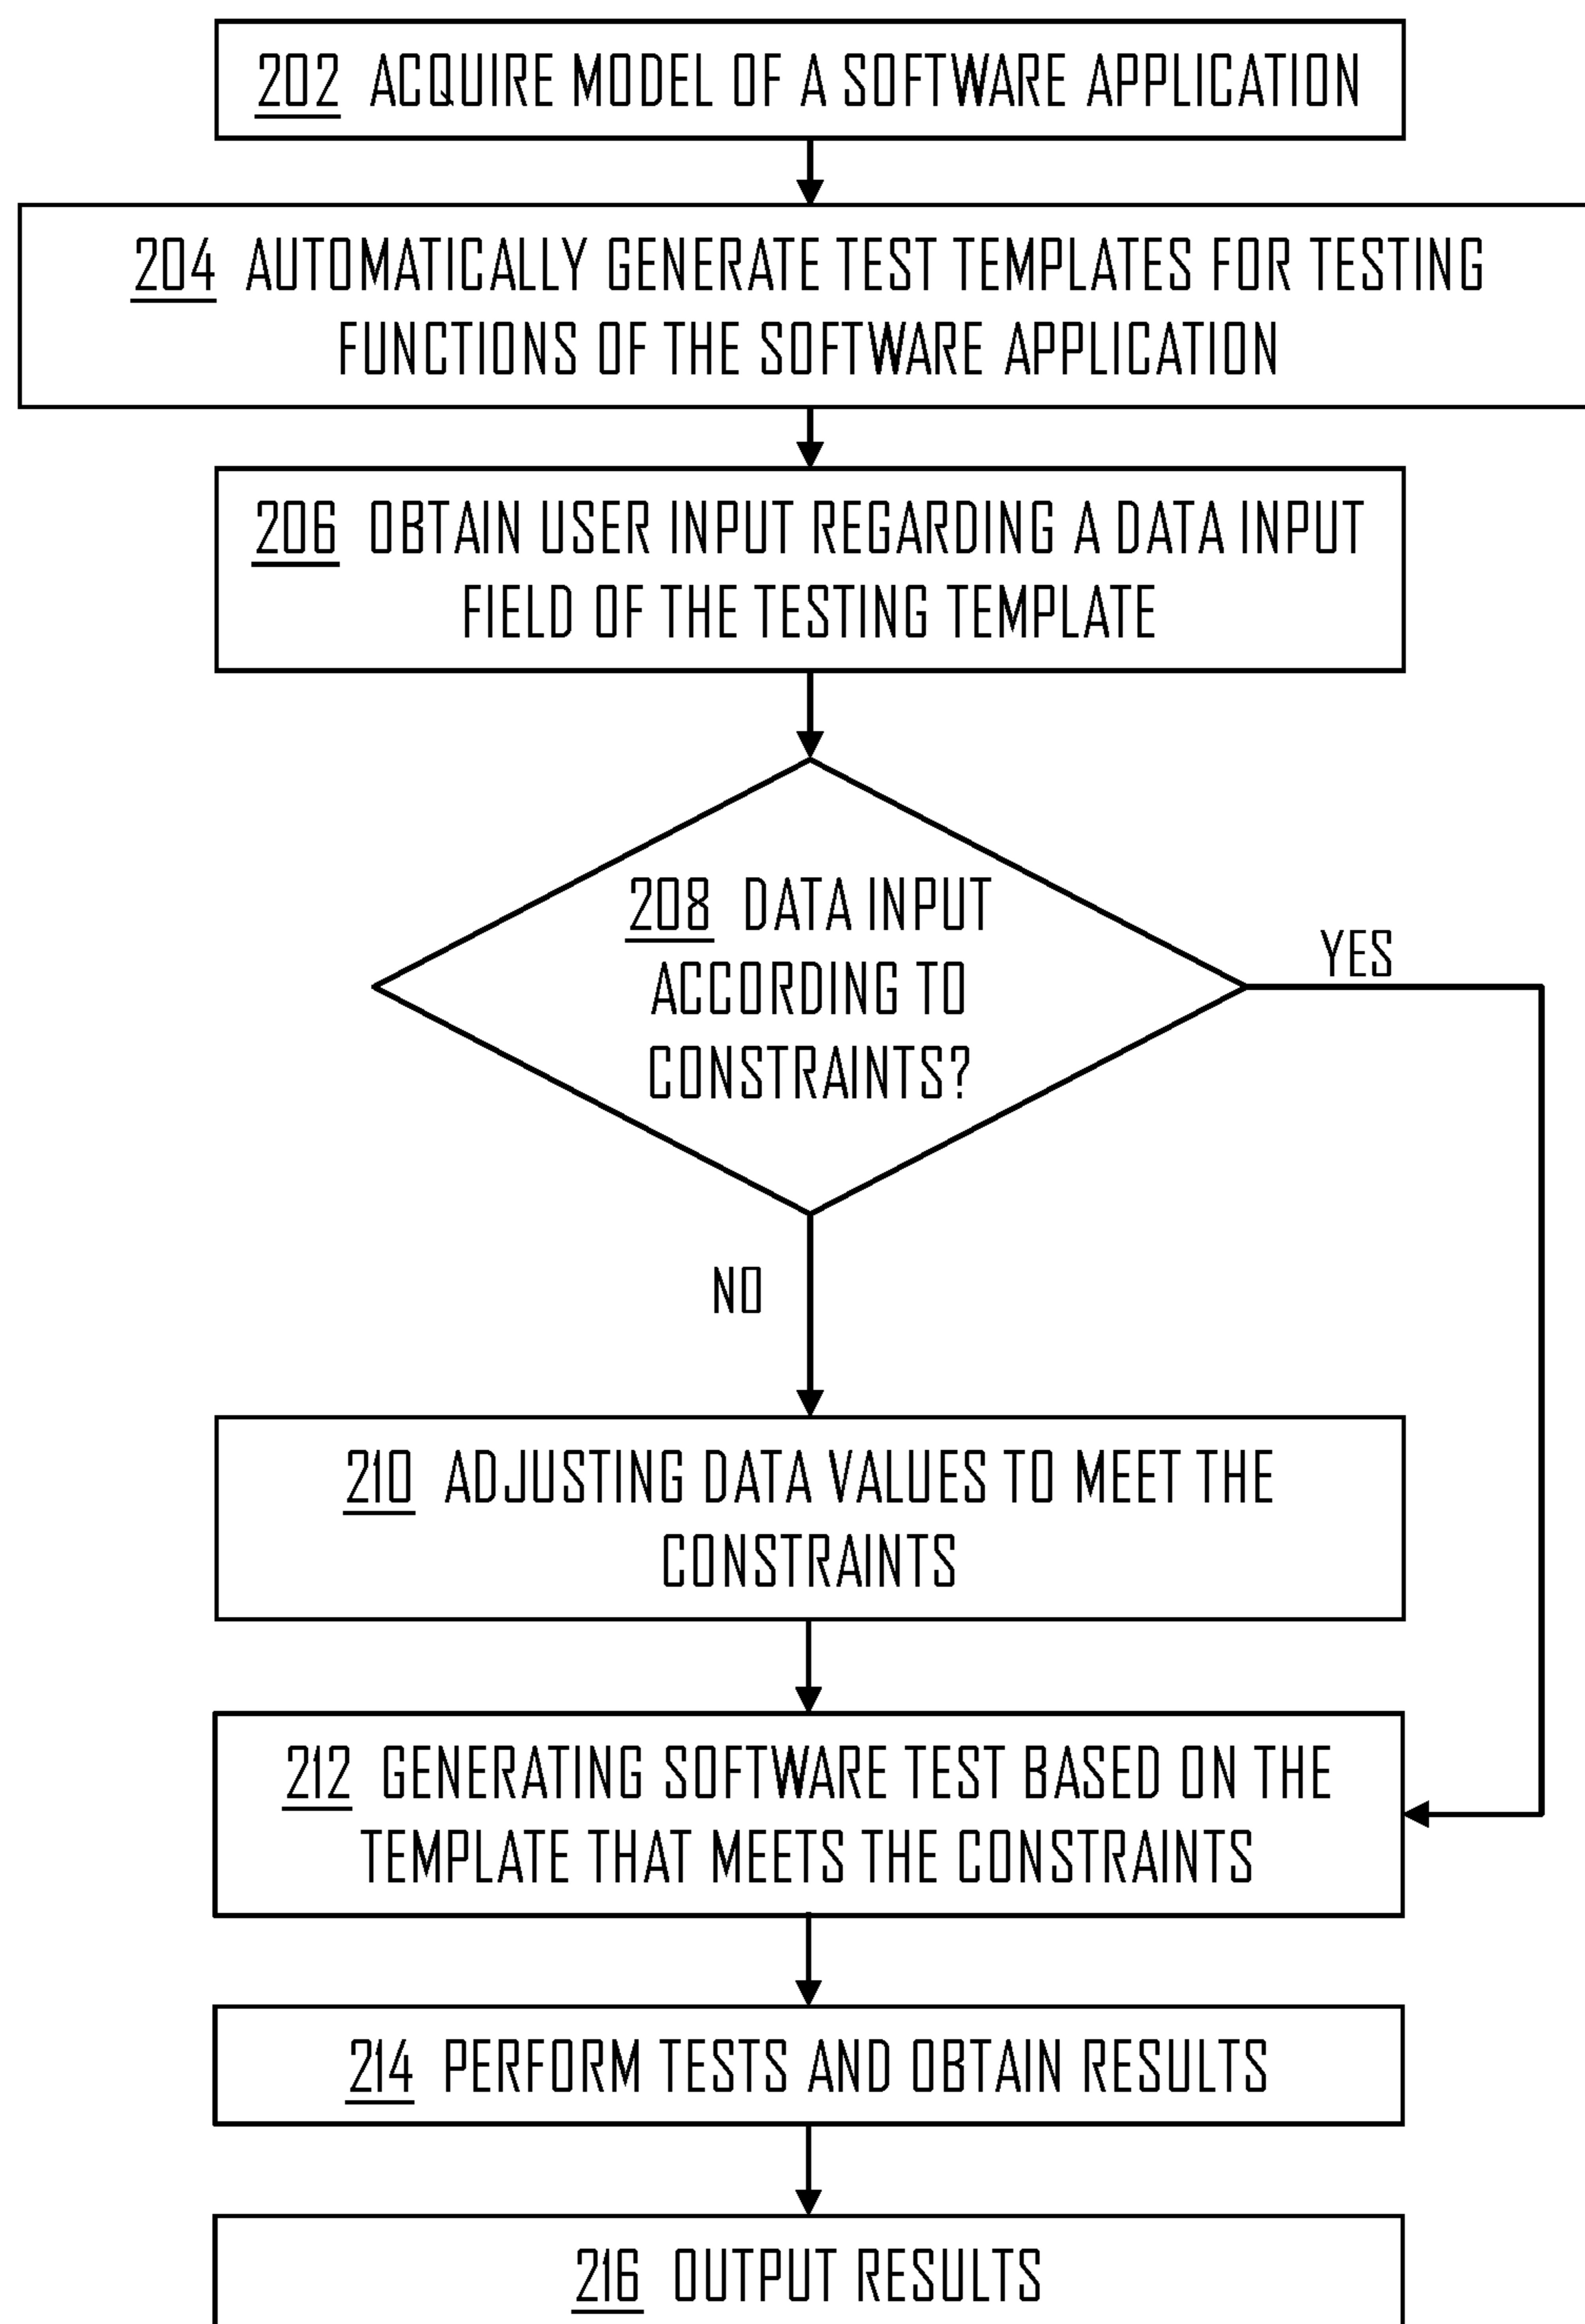 202 ACQUIRE MODEL OF A SOFTWARE APPLICATION
204 AUTOMATICALLY GENERATE TEST TEMPLATES FOR TESTING
FUNCTIONS OF THE SOFTWARE APPLICATION
206 OBTAIN USER INPUT REGARDING A DATA INPUT
FIELD OF THE TESTING TEMPLATE
208 DATA INPUT
ACCORDING TO
CONSTRAINTS?
YES
NO
210 ADJUSTING DATA VALUES TO MEET THE
CONSTRAINTS
212 GENERATING SOFTWARE TEST BASED ON THE
TEMPLATE THAT MEETS THE CONSTRAINTS
214 PERFORM TESTS AND OBTAIN RESULTS
216 OUTPUT RESULTS